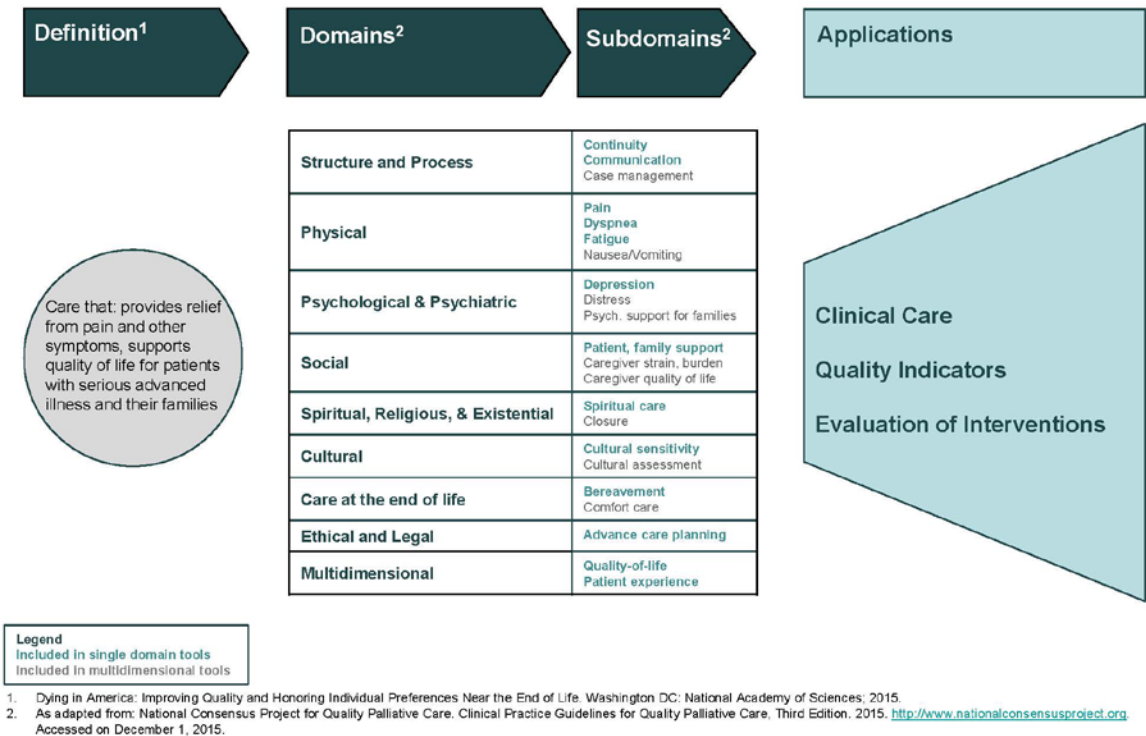 Definition1
Domains2
Subdomains2
Applications
Structure and Process
Continuity
Communication
Case management
Physical
Pain
Dyspnea
Fatigue
Nausea/Vomiting
Psychological & Psychiatric
Depression
Distress
Psych. support for families
Social
Patient, family support
Caregiver strain, burden
Caregiver quality of life
Spiritual, Religious, & Existential
Spiritual care
Closure
Cultural
Cultural sensitivity
Cultural assessment
Care at the end of life
Bereavement
Comfort care
Ethical and Legal
Advance care planning
Multidimensional
Quality-of-life
Patient experience
Care that: provides relief
from pain and other
symptoms, supports
quality of life for patients
with serious advanced
illness and their families
Clinical Care
Quality Indicators
Evaluation of Interventions
Legend
Included in single domain tools
Included in multidimensional tools
1. Dying in America: Improving Quality and Honoring Individual Preferences Near the End of Life. Washington DC: National Academy of Sciences; 2015.
2. As adapted from: National Consensus Project for Quality Palliative Care. Clinical Practice Guidelines for Quality Palliative Care, Third Edition. 2015. http://www.nationalconsensusproject.org.
Accessed on December 1, 2015.